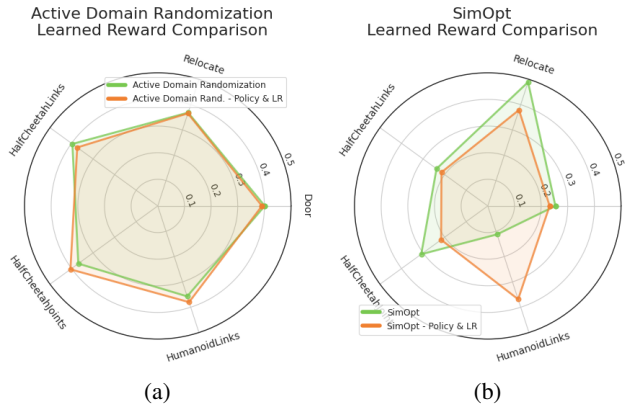 Active Domain Randomization
Learned Reward Comparison
Relocate
Active Domain Randomization
Active Domain Rand. - Policy & LR
HalfCheetahLinks
0.5
0.4
0.3
0.2
0.1
Door
HalfCheetahJoints
HumanoidLinks
(a)
SimOpt
Learned Reward Comparison
Relocate
HalfCheetahLinks
0.5
0.4
0.3
0.2
0.1
SimOpt
SimOpt - Policy & LR
HumanoidLinks
(b)